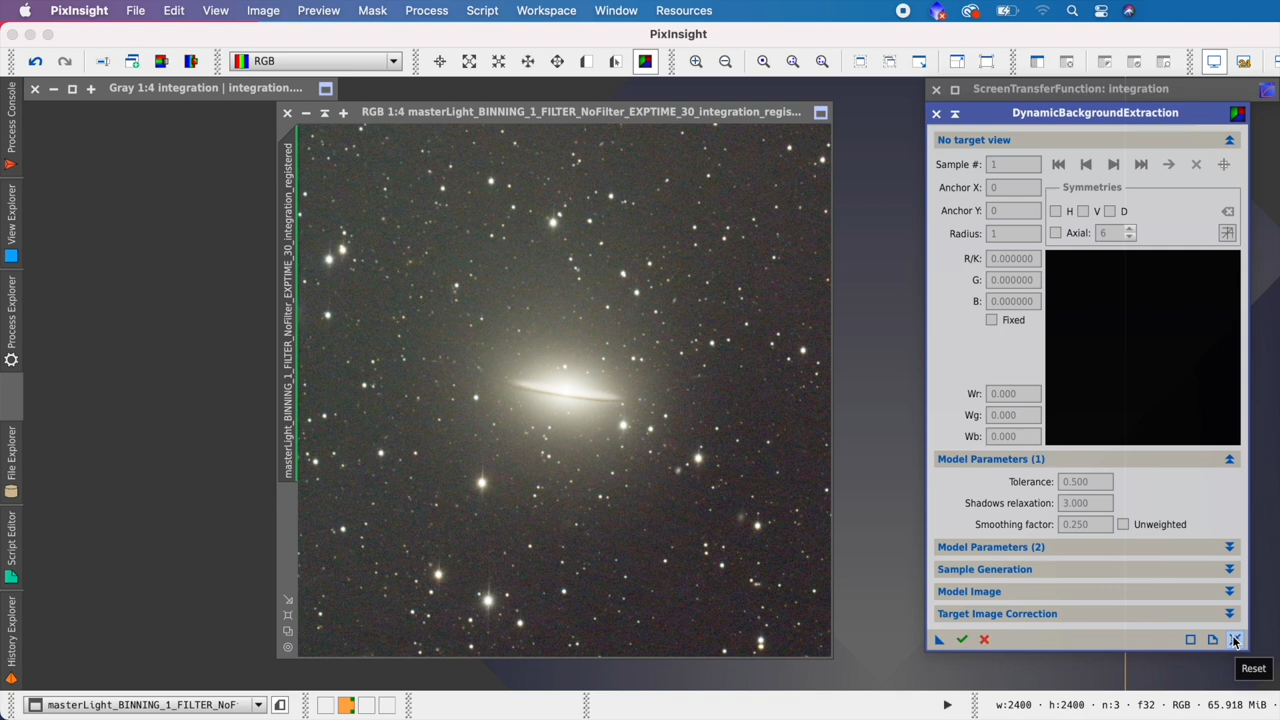 PixInsight File Edit View Image Preview Mask Process Script Workspace Window Resources
PixInsight
RGB
Gray 1:4 integration | integration....
ScreenTransferFunction: integration
RGB 1:4 masterLight_BINNING_1_FILTER_NoFilter_EXPTIME_30_integration_regis...
DynamicBackgroundExtraction
Process Console
View Explorer
Process Explorer
File Explorer
Script Editor
History Explorer
masterLight_BINNING_1_FILTER_NoFilter_EXPTIME_30_integration_registered
No target view
Sample #: 1
Anchor X: 0
Symmetries
Anchor Y: 0
H V D
Radius: 1
Axial: 6
R/K: 0.000000
G: 0.000000
B: 0.000000
Fixed
Wr: 0.000
Wg: 0.000
Wb: 0.000
Model Parameters (1)
Tolerance: 0.500
Shadows relaxation: 3.000
Smoothing factor: 0.250 Unweighted
Model Parameters (2)
Sample Generation
Model Image
Target Image Correction
Reset
masterLight_BINNING_1_FILTER_NoF
w:2400 · h:2400 · n:3 · f32 · RGB · 65.918 MiB ·